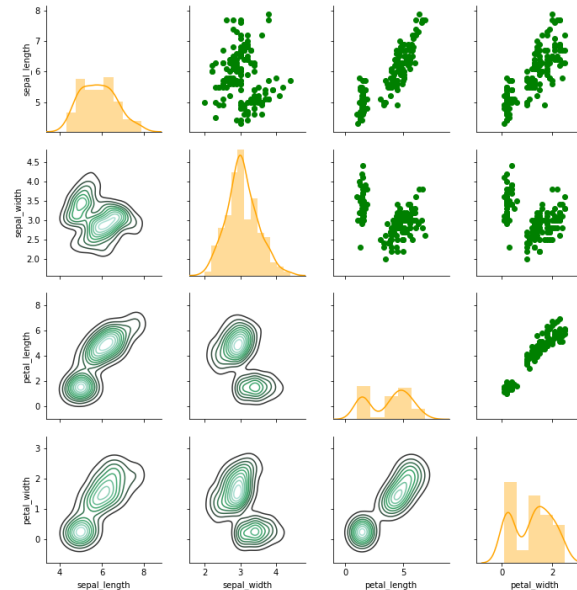 8
7
6
5
sepal_length
4.5
4.0
3.5
3.0
2.5
2.0
sepal_width
8
6
4
2
0
petal_length
3
2
1
0
petal_width
4 6 8
2 3 4
0 5
0 2
sepal_length
sepal_width
petal_length
petal_width